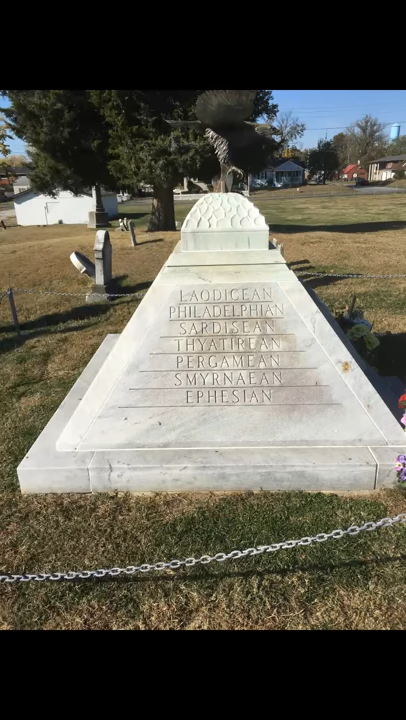 LAODICEAN
PHILADELPHIAN
SARDISEAN
THYATIREAN
PERGAMEAN
SMYRNAEAN
EPHESIAN